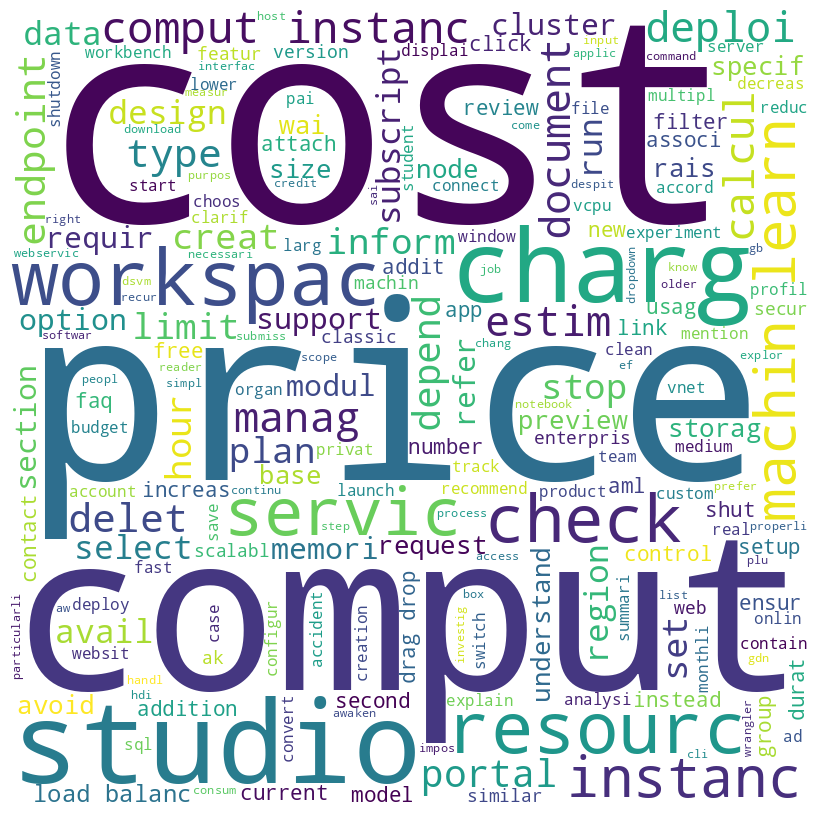 host
data
comput instanc
cluster
deploi
workbench
featur
version
displai
click
input
applic
server
command
interfac
shutdown
lower
cost
specif
measur
pai
review
file
decreas
endpoint
design
download
wai
subscript
document
multipl
reduc
type
purpos
attach
student
run
filter
calcul
learn
size
node
associ
start
credit
sai
connect
choos
despit
rais
accord
right
clarif
vcpu
requir
creat
larg
inform
window
new
experiment
webservic
necessari
gb
workspac
dsvm
machin
addit
charg
job
dropdown
know
profil
recur
older
usag
secur
option
limit
support
app
estim
link
mention
softwar
submiss
classic
chang
machin
free
scope
clean
ef
explor
peopl
reader
simpl
organ
modul
depend
refer
stop
vnet
section
faq
price
notebook
storag
hour
manag
preview
budget
plan
privat
number
enterpris
medium
base
track
team
contact
account
increas
continu
launch
recommend
product
aml
custom
prefer
delet
save
servic
process
check
shut
real
properli
select
scalabl
memori
request
step
control
setup
fast
access
plu
particularli
aw
deploy
comput
box
list
web
ensur
case
configur
accident
creation
drag drop
switch
understand
region
summari
onlin
avail
websit
ak
investig
set
monthli
contain
gdn
handl
hdi
avoid
addition
second
explain
analysi
instead
durat
convert
awaken
group
ad
studio
resourc
sql
impos
cli
wrangler
portal
instanc
load balanc
consum
current
model
similar